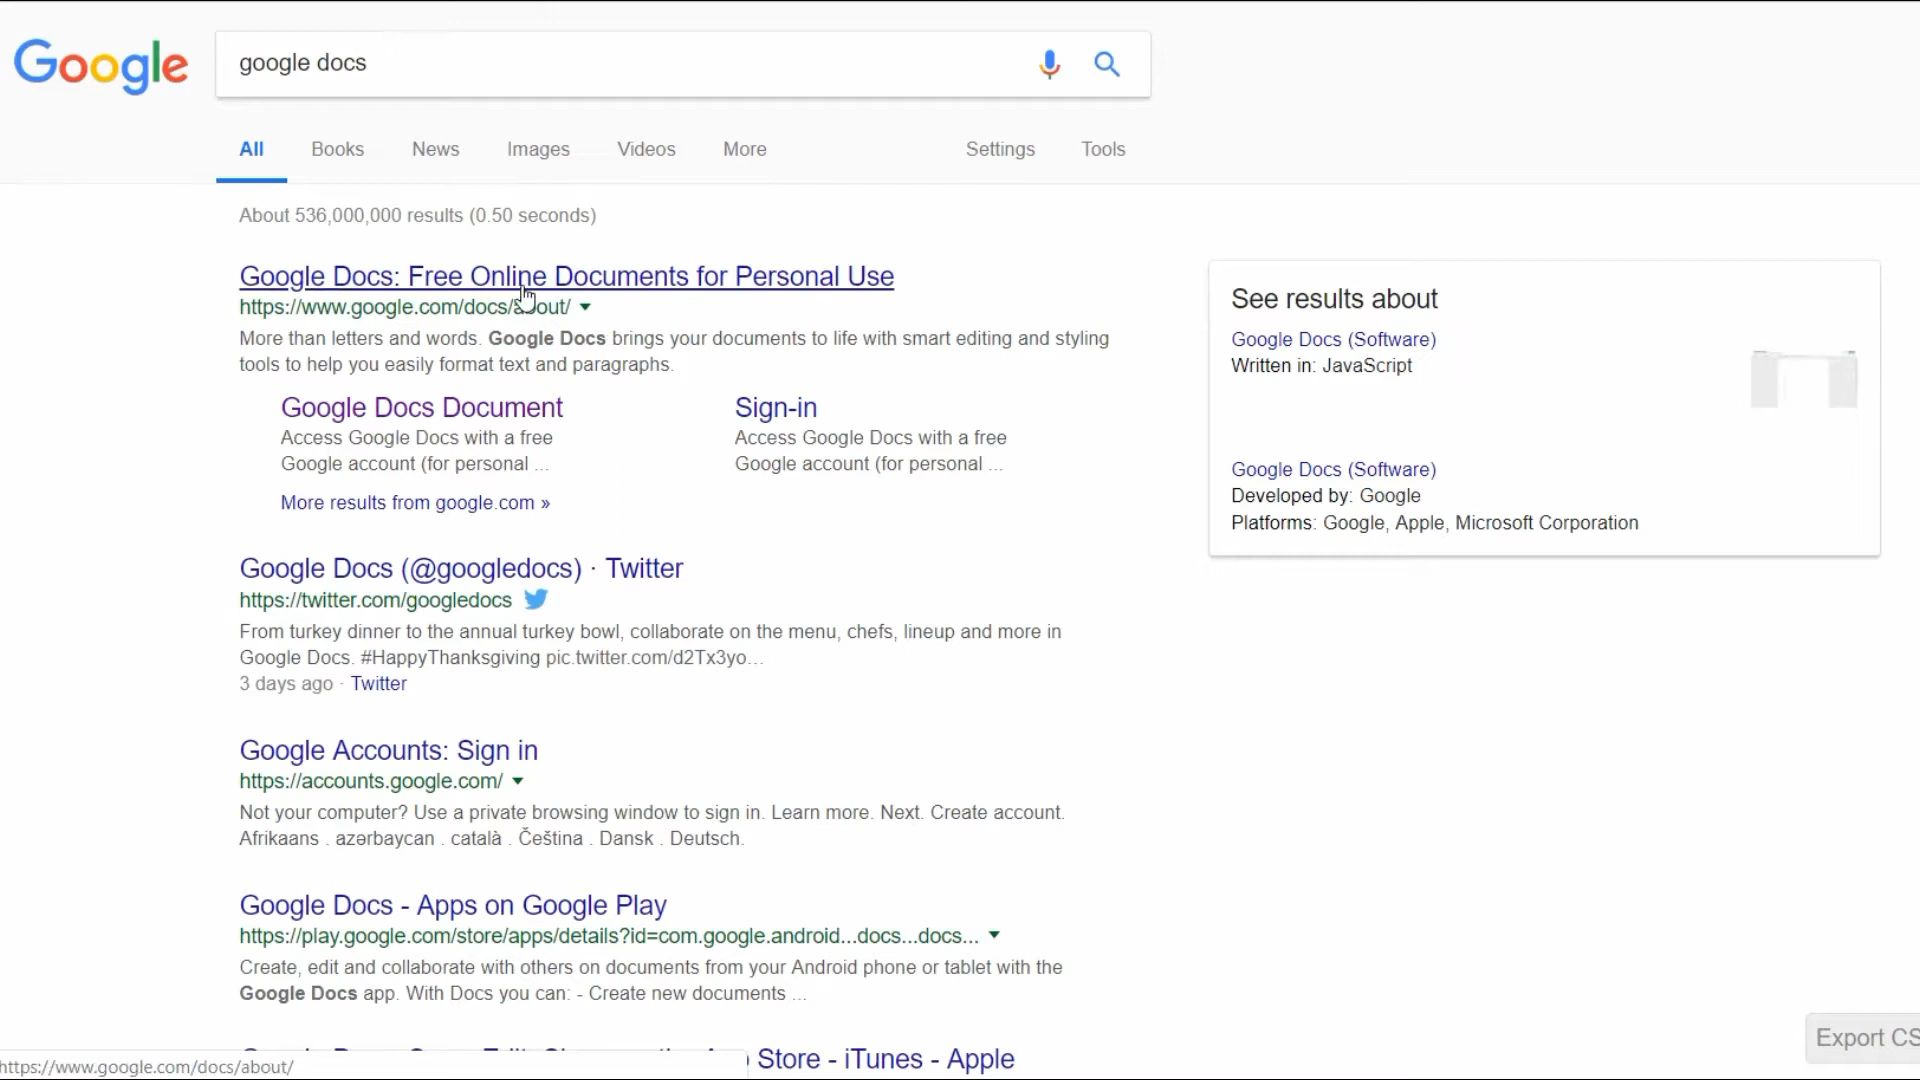 Google
google docs
All Books News Images Videos More Settings Tools
About 536,000,000 results (0.50 seconds)
Google Docs: Free Online Documents for Personal Use
https://www.google.com/docs/about/
More than letters and words. Google Docs brings your documents to life with smart editing and styling
tools to help you easily format text and paragraphs.
Google Docs Document
Access Google Docs with a free
Google account (for personal ...
Sign-in
Access Google Docs with a free
Google account (for personal ...
More results from google.com »
Google Docs (@googledocs) · Twitter
https://twitter.com/googledocs
From turkey dinner to the annual turkey bowl, collaborate on the menu, chefs, lineup and more in
Google Docs. #HappyThanksgiving pic.twitter.com/d2Tx3yo…
3 days ago · Twitter
Google Accounts: Sign in
https://accounts.google.com/
Not your computer? Use a private browsing window to sign in. Learn more. Next. Create account.
Afrikaans . azərbaycan . català . Čeština . Dansk . Deutsch.
Google Docs - Apps on Google Play
https://play.google.com/store/apps/details?id=com.google.android...docs...docs...
Create, edit and collaborate with others on documents from your Android phone or tablet with the
Google Docs app. With Docs you can: - Create new documents ...
Store - iTunes - Apple
https://www.google.com/docs/about/
See results about
Google Docs (Software)
Written in: JavaScript
Google Docs (Software)
Developed by: Google
Platforms: Google, Apple, Microsoft Corporation
Export CS